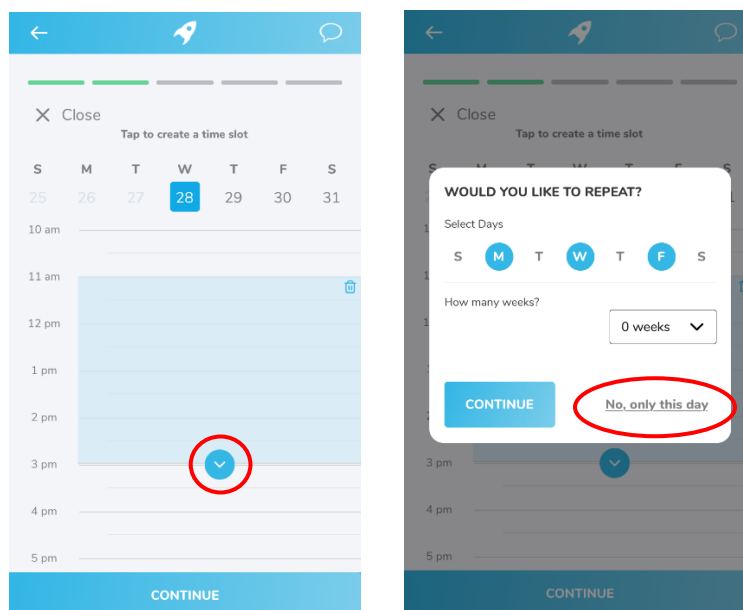 Close
Tap to create a time slot
S M T W T F S
25 26 27 28 29 30 31
10 am
11 am
12 pm
1 pm
2 pm
3 pm
4 pm
5 pm
CONTINUE
Close
Tap to create a time slot
WOULD YOU LIKE TO REPEAT?
Select Days
S M T W T F S
How many weeks?
0 weeks
CONTINUE No, only this day
3 pm
4 pm
5 pm
CONTINUE